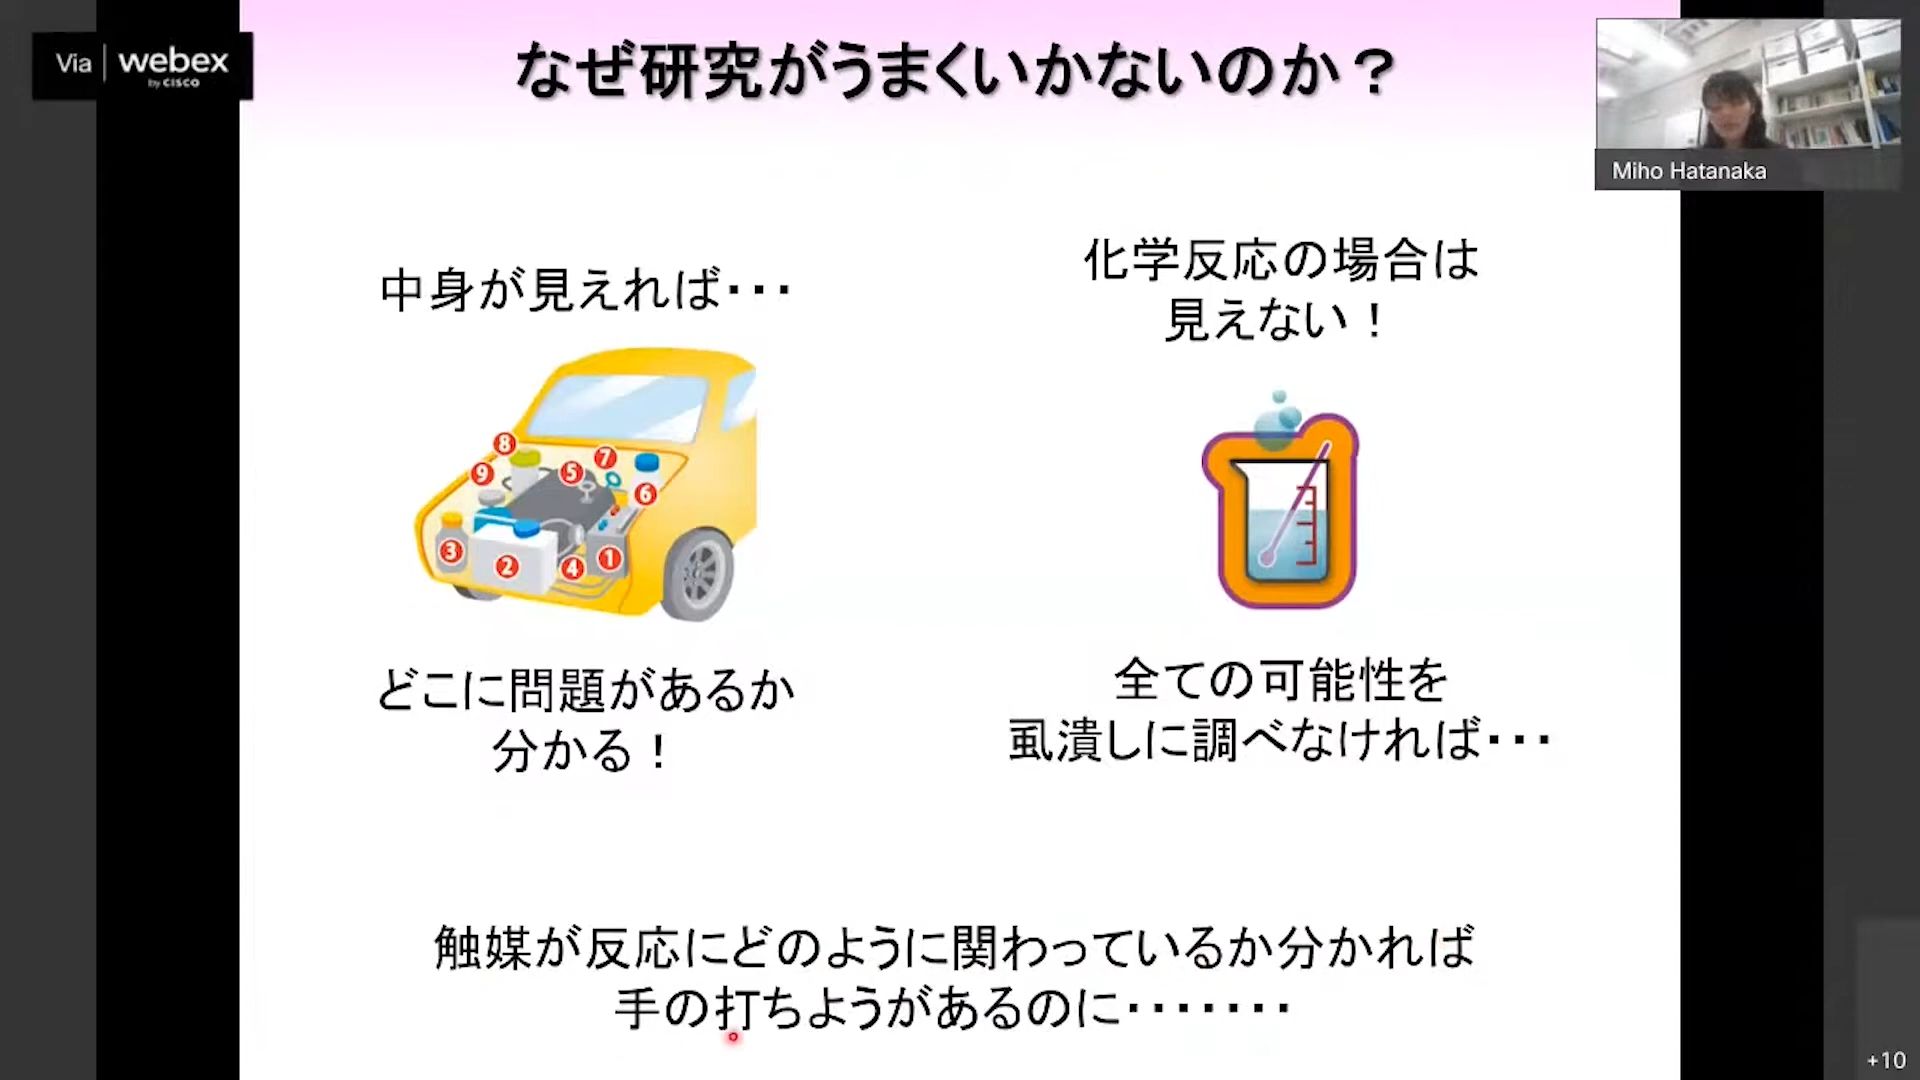 Via webex
by CISCO
なぜ研究がうまくいかないのか？
Miho Hatanaka
中身が見えれば・・・
化学反応の場合は
見えない！
8
7
5
9
6
3
2
4
1
どこに問題があるか
分かる！
全ての可能性を
虱潰しに調べなければ・・・
触媒が反応にどのように関わっているか分かれば
手の打ちようがあるのに・・・・・・・
+10